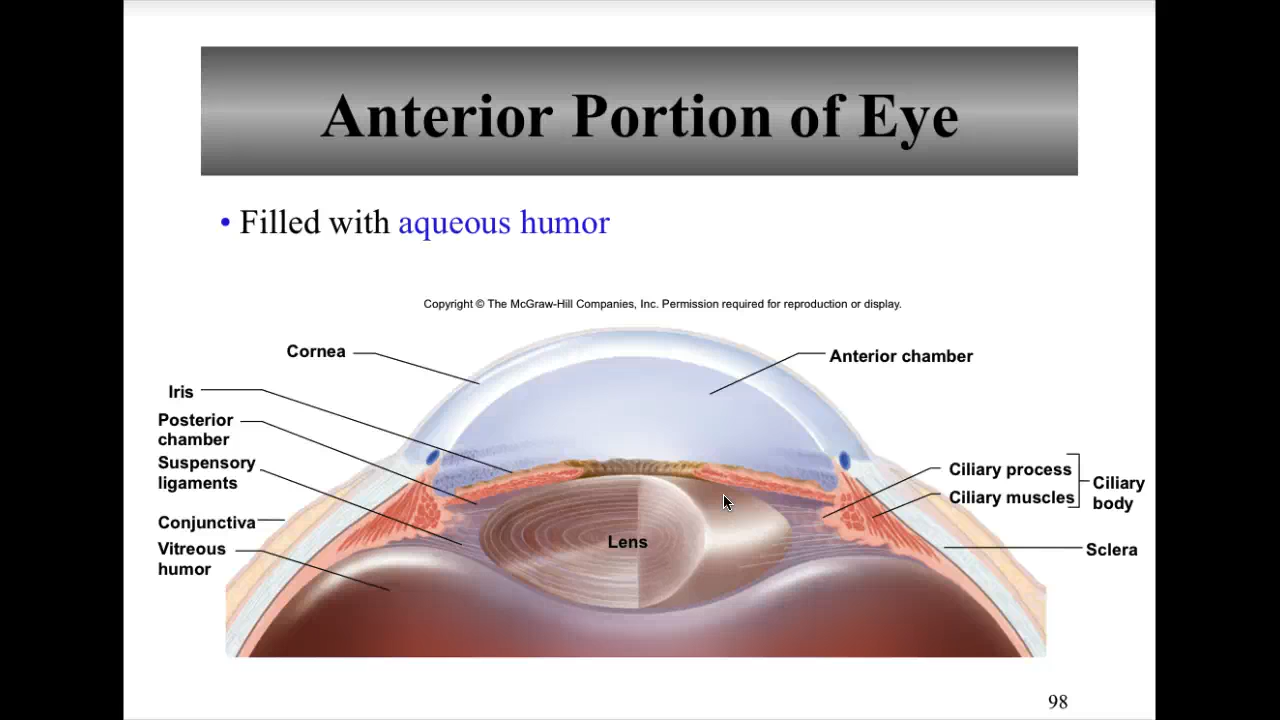 Anterior Portion of Eye
• Filled with aqueous humor
Copyright © The McGraw-Hill Companies, Inc. Permission required for reproduction or display.
Cornea
Iris
Posterior
chamber
Suspensory
ligaments
Conjunctiva
Vitreous
humor
Lens
Anterior chamber
Ciliary process
Ciliary muscles
Ciliary
body
Sclera
98